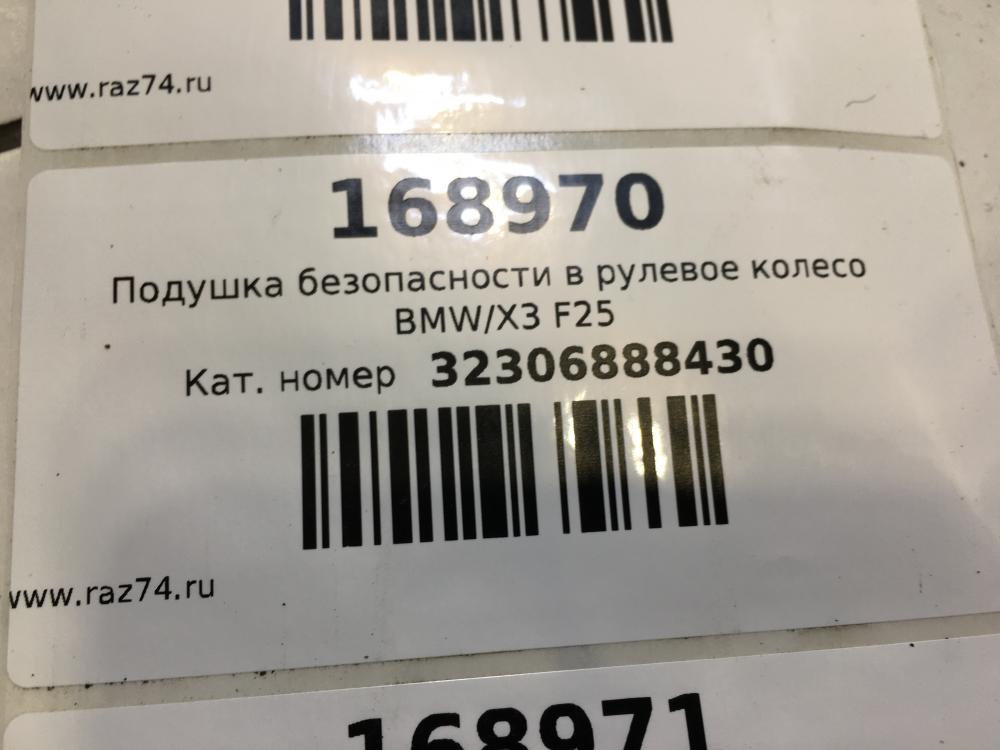 www.raz74.ru
168970
Подушка безопасности в рулевое колесо
BMW/X3 F25
Кат. номер 32306888430
www.raz74.ru
168971